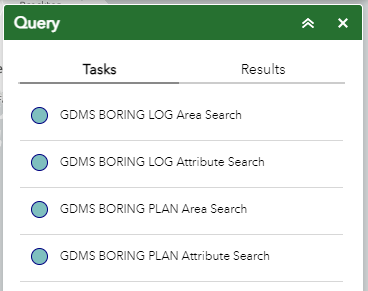 Query
Tasks Results
GDMS BORING LOG Area Search
GDMS BORING LOG Attribute Search
GDMS BORING PLAN Area Search
GDMS BORING PLAN Attribute Search